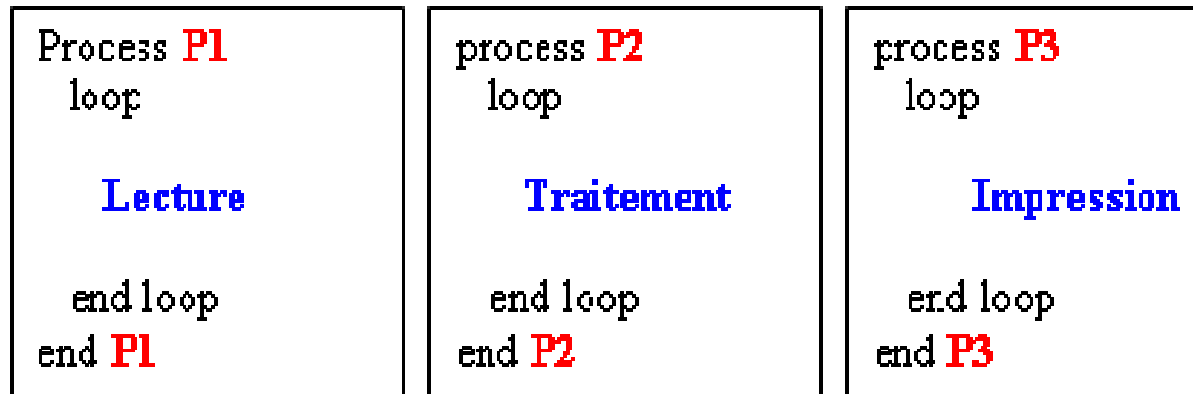 Process P1
loop
Lecture
end loop
end P1
process P2
loop
Traitement
end loop
end P2
process P3
loop
Impression
end loop
end P3